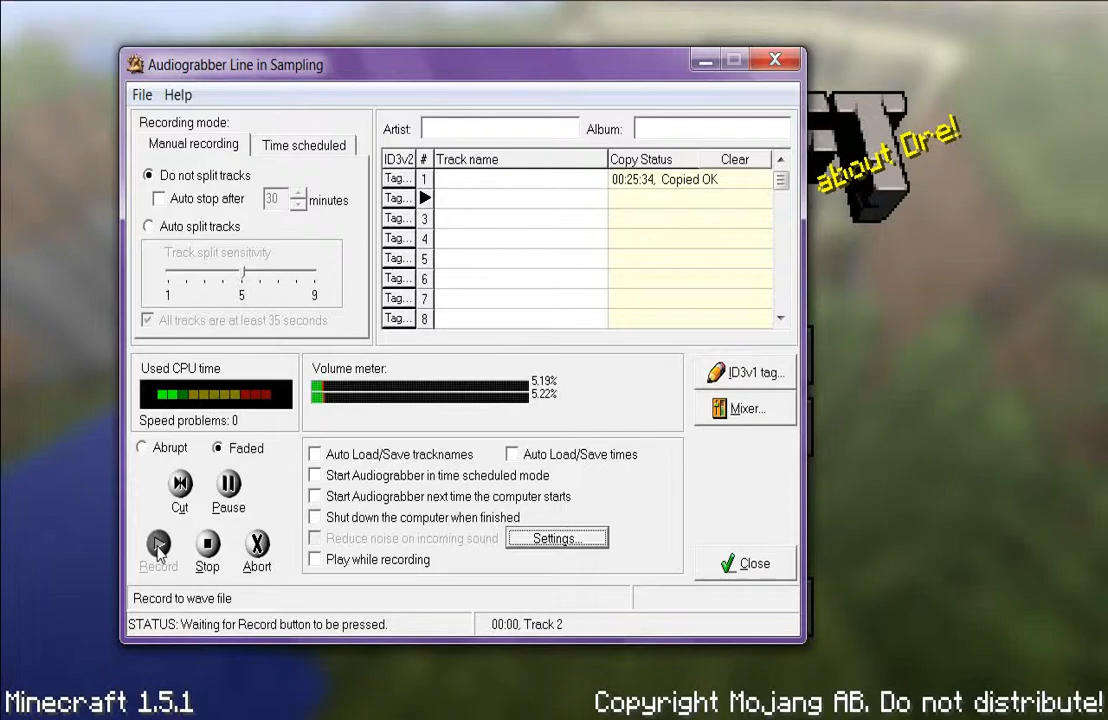 Audiograbber Line in Sampling
File Help
Recording mode:
Manual recording Time scheduled
Do not split tracks
Auto stop after 30 minutes
Auto split tracks
Track split sensitivity
1 5 9
All tracks are at least 35 seconds
Artist: Album:
ID3v2 # Track name Copy Status Clear
Tag... 1 00:25:34, Copied OK
Tag...
Tag... 3
Tag... 4
Tag... 5
Tag... 6
Tag... 7
Tag... 8
about Dre!
Used CPU time
Speed problems: 0
Volume meter:
5.19%
5.22%
ID3v1 tag...
Mixer...
Abrupt Faded
Cut Pause
Record Stop Abort
Auto Load/Save tracknames Auto Load/Save times
Start Audiograbber in time scheduled mode
Start Audiograbber next time the computer starts
Shut down the computer when finished
Reduce noise on incoming sound Settings...
Play while recording
Close
Record to wave file
STATUS: Waiting for Record button to be pressed. 00:00, Track 2
Minecraft 1.5.1 Copyright Mojang AB. Do not distribute!